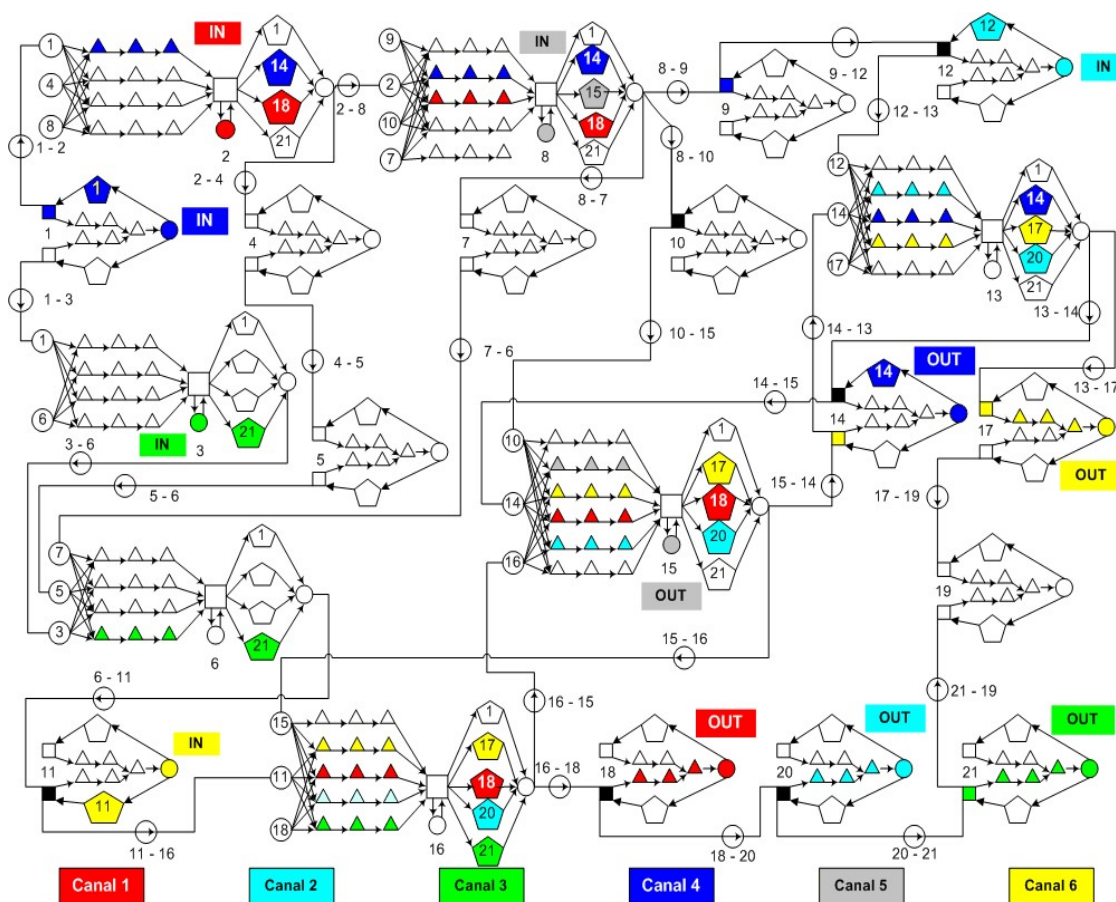 1
4
8
1 - 2
IN
2
1
14
18
21
2 - 8
2 - 4
9
2
10
7
IN
8
1
14
15
18
21
8 - 9
8 - 10
8 - 7
9
9 - 12
12
12
IN
12 - 13
1
1
IN
1 - 3
4
7
10
12
14
17
13
1
14
17
20
21
13 - 14
13 - 17
14 - 13
1
6
3
IN
1
21
3 - 6
4 - 5
5
5 - 6
7 - 6
10 - 15
14 - 15
14
14
OUT
17
OUT
17 - 19
10
14
16
15
OUT
1
17
18
20
21
15 - 14
15 - 16
7
5
3
6
1
21
6 - 11
19
21 - 19
11
11
IN
11 - 16
15
11
18
16
1
17
18
20
21
16 - 15
16 - 18
18
OUT
18 - 20
20
OUT
20 - 21
21
OUT
Canal 1
Canal 2
Canal 3
Canal 4
Canal 5
Canal 6